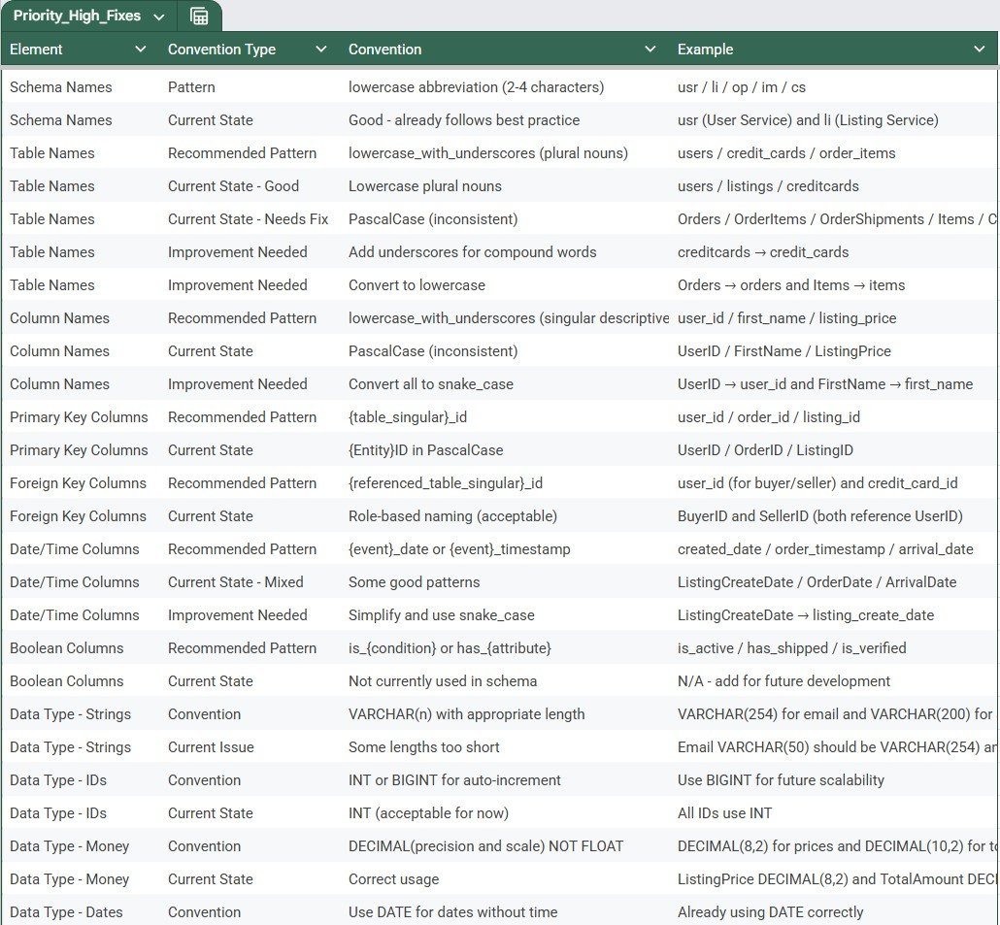 Priority_High_Fixes
Element Convention Type Convention Example
Schema Names Pattern lowercase abbreviation (2-4 characters) usr / li / op / im / cs
Schema Names Current State Good - already follows best practice usr (User Service) and li (Listing Service)
Table Names Recommended Pattern lowercase_with_underscores (plural nouns) users / credit_cards / order_items
Table Names Current State - Good Lowercase plural nouns users / listings / creditcards
Table Names Current State - Needs Fix PascalCase (inconsistent) Orders / OrderItems / OrderShipments / Items / C
Table Names Improvement Needed Add underscores for compound words creditcards → credit_cards
Table Names Improvement Needed Convert to lowercase Orders → orders and Items → items
Column Names Recommended Pattern lowercase_with_underscores (singular descriptive user_id / first_name / listing_price
Column Names Current State PascalCase (inconsistent) UserID / FirstName / ListingPrice
Column Names Improvement Needed Convert all to snake_case UserID → user_id and FirstName → first_name
Primary Key Columns Recommended Pattern {table_singular}_id user_id / order_id / listing_id
Primary Key Columns Current State {Entity}ID in PascalCase UserID / OrderID / ListingID
Foreign Key Columns Recommended Pattern {referenced_table_singular}_id user_id (for buyer/seller) and credit_card_id
Foreign Key Columns Current State Role-based naming (acceptable) BuyerID and SellerID (both reference UserID)
Date/Time Columns Recommended Pattern {event}_date or {event}_timestamp created_date / order_timestamp / arrival_date
Date/Time Columns Current State - Mixed Some good patterns ListingCreateDate / OrderDate / ArrivalDate
Date/Time Columns Improvement Needed Simplify and use snake_case ListingCreateDate → listing_create_date
Boolean Columns Recommended Pattern is_{condition} or has_{attribute} is_active / has_shipped / is_verified
Boolean Columns Current State Not currently used in schema N/A - add for future development
Data Type - Strings Convention VARCHAR(n) with appropriate length VARCHAR(254) for email and VARCHAR(200) for
Data Type - Strings Current Issue Some lengths too short Email VARCHAR(50) should be VARCHAR(254)
Data Type - IDs Convention INT or BIGINT for auto-increment Use BIGINT for future scalability
Data Type - IDs Current State INT (acceptable for now) All IDs use INT
Data Type - Money Convention DECIMAL(precision and scale) NOT FLOAT DECIMAL(8,2) for prices and DECIMAL(10,2) for
Data Type - Money Current State Correct usage ListingPrice DECIMAL(8,2) and TotalAmount
Data Type - Dates Convention Use DATE for dates without time Already using DATE correctly